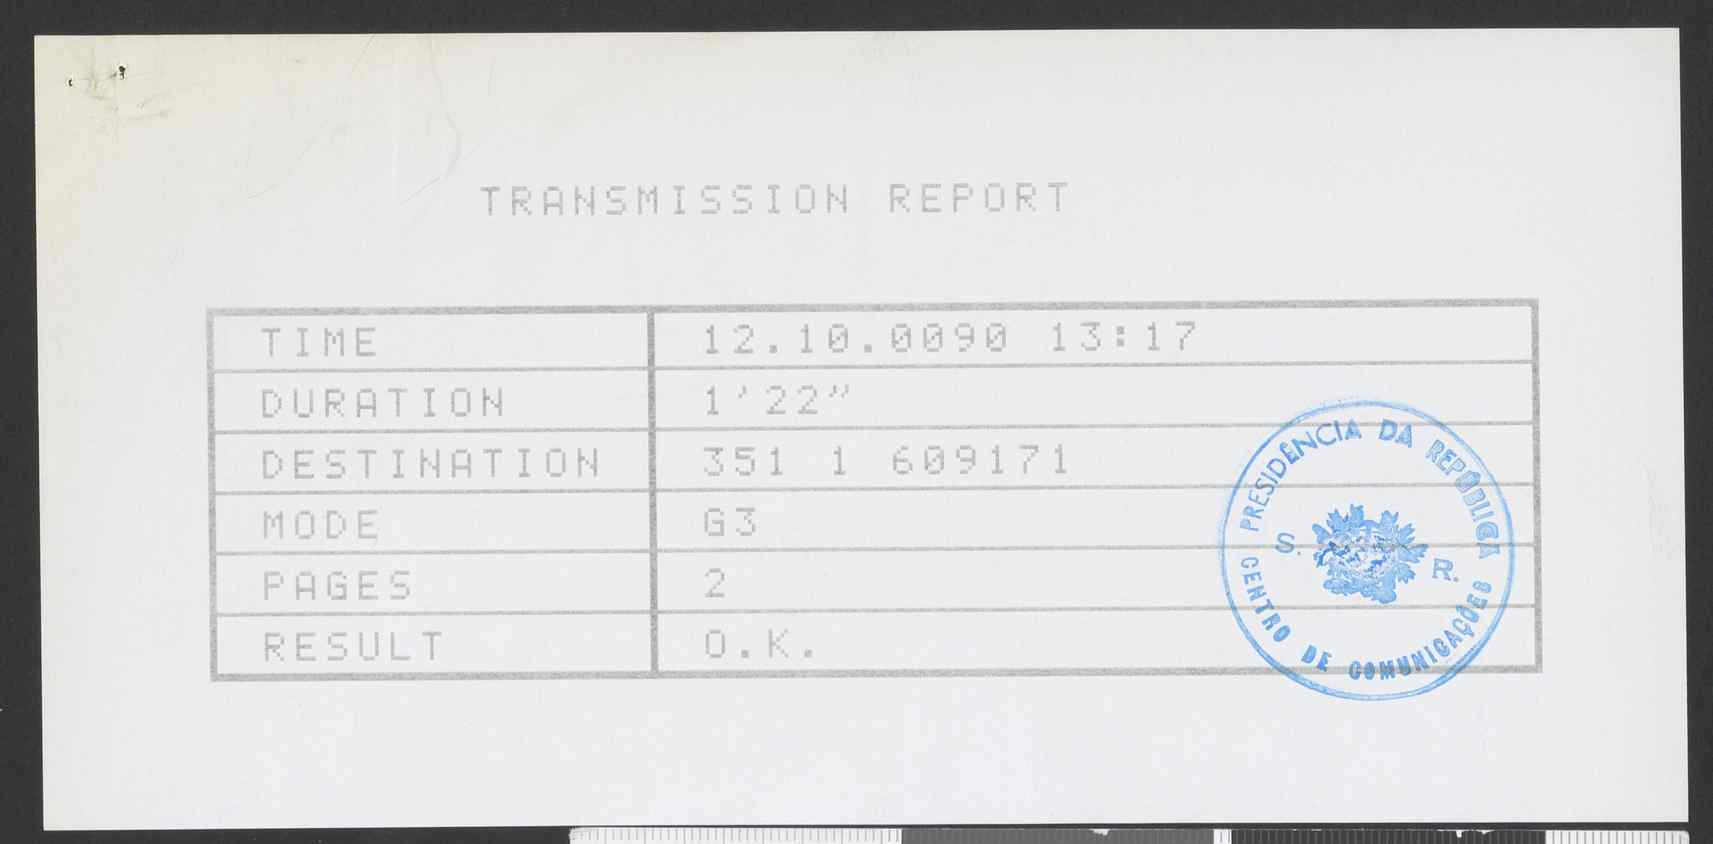 TRANSMISSION REPORT
TIME 12.10.0090 13:17
DURATION 1'22"
DESTINATION 351 1 609171
MODE G3
PAGES 2
RESULT O.K.
PRESIDÊNCIA DA REPÚBLICA
S. R.
CENTRO DE COMUNICAÇÕES